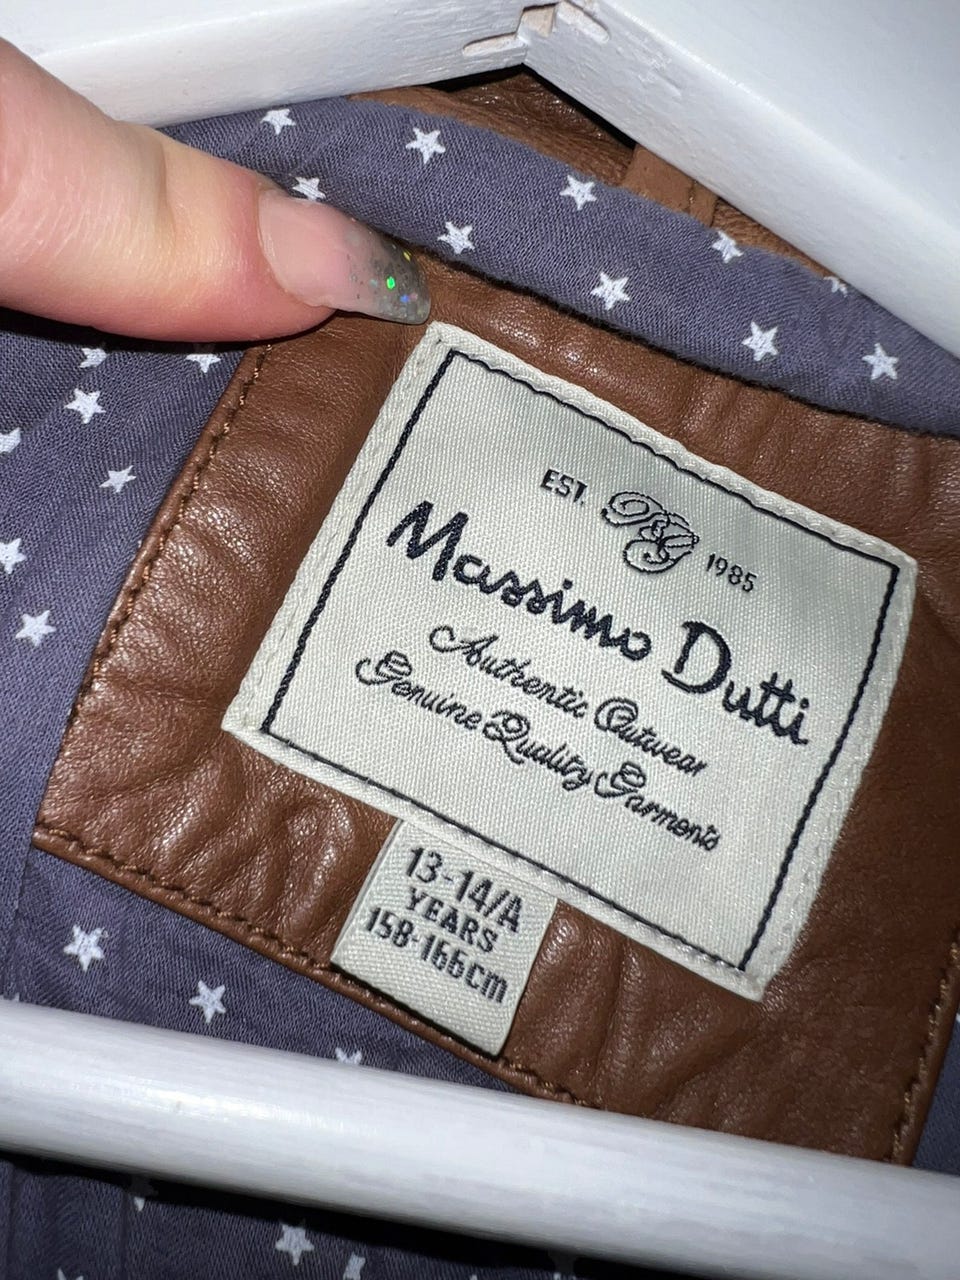 EST. B&G 1985
Massimo Dutti
Authentic Outwear
Genuine Quality Garments
13-14/A
YEARS
158-166cm